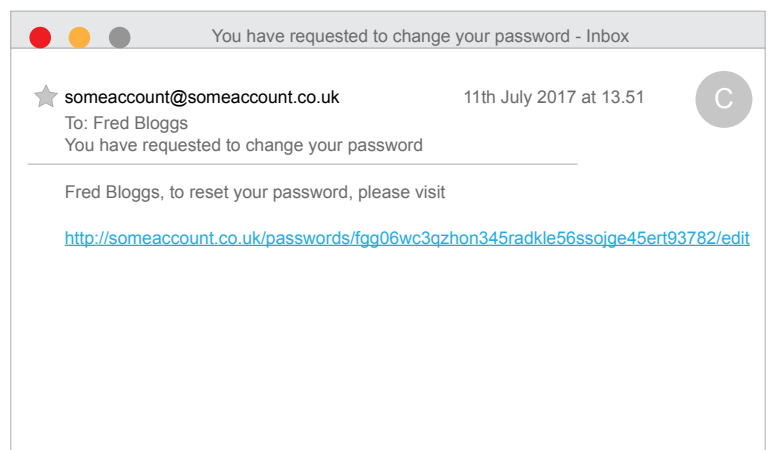 You have requested to change your password - Inbox
someaccount@someaccount.co.uk 11th July 2017 at 13.51
C
To: Fred Bloggs
You have requested to change your password
Fred Bloggs, to reset your password, please visit
http://someaccount.co.uk/passwords/fgg06wc3qzhon345radkle56ssojge45ert93782/edit